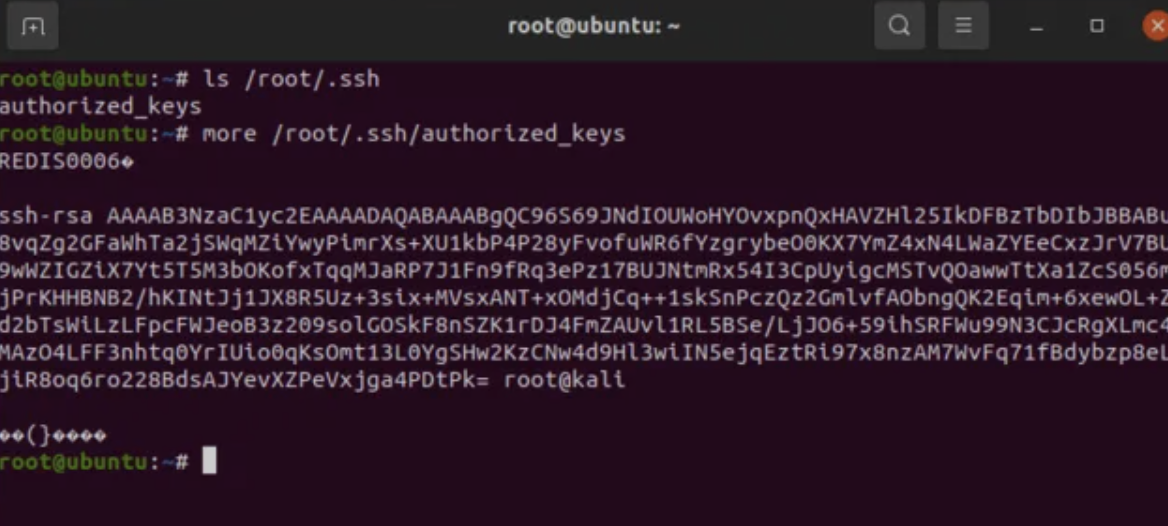 root@ubuntu: ~
root@ubuntu:~# ls /root/.ssh
authorized_keys
root@ubuntu:~# more /root/.ssh/authorized_keys
REDIS0006�
ssh-rsa AAAAB3NzaC1yc2EAAAADAQABAAABgQC96S69JNdIOUWoHYOvxpnQxHAVZHl25IkDFBzTbDIbJBBABu
8vqZg2GFaWhTa2jSWqMZiYwyPimrXs+XU1kbP4P28yFvofuWR6fYzgrybeO0KX7YmZ4xN4LWaZYEeCxzJrV7BU
9wWZIGZiX7Yt5T5M3bOKofxTqqMJaRP7J1Fn9fRq3ePz17BUJNtmRx54I3CpUyigcMSTvQOawwTtXa1ZcS056m
jPrKHHBNB2/hKINtJj1JX8R5Uz+3six+MVsxANT+xOMdjCq++1skSnPczQz2GmlvfAObngQK2Eqim+6xewOL+Z
d2bTsWiLzLFpcFWJeoB3z209solGOSkF8nSZK1rDJ4FmZAUvl1RL5BSe/LjJO6+59ihSRFWu99N3CJcRgXLmc4
MAzO4LFF3nhtq0YrIUio0qKsOmt13L0YgSHw2KzCNw4d9Hl3wiIN5ejqEztRi97x8nzAM7WvFq71fBdybzp8eL
jiR8oq6ro228BdsAJYevXZPeVxjga4PDtPk= root@kali
��(}����
root@ubuntu:~#